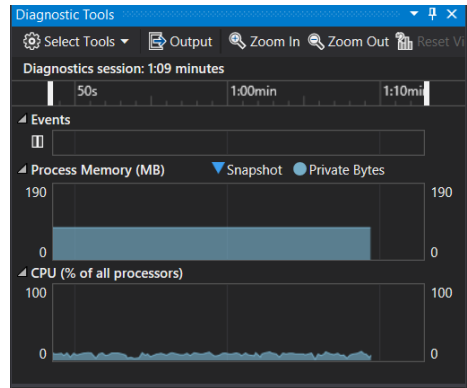 Diagnostic Tools
Select Tools Output Zoom In Zoom Out Reset Vi
Diagnostics session: 1:09 minutes
50s 1:00min 1:10mi
Events
Process Memory (MB) Snapshot Private Bytes
190 190
0 0
CPU (% of all processors)
100 100
0 0